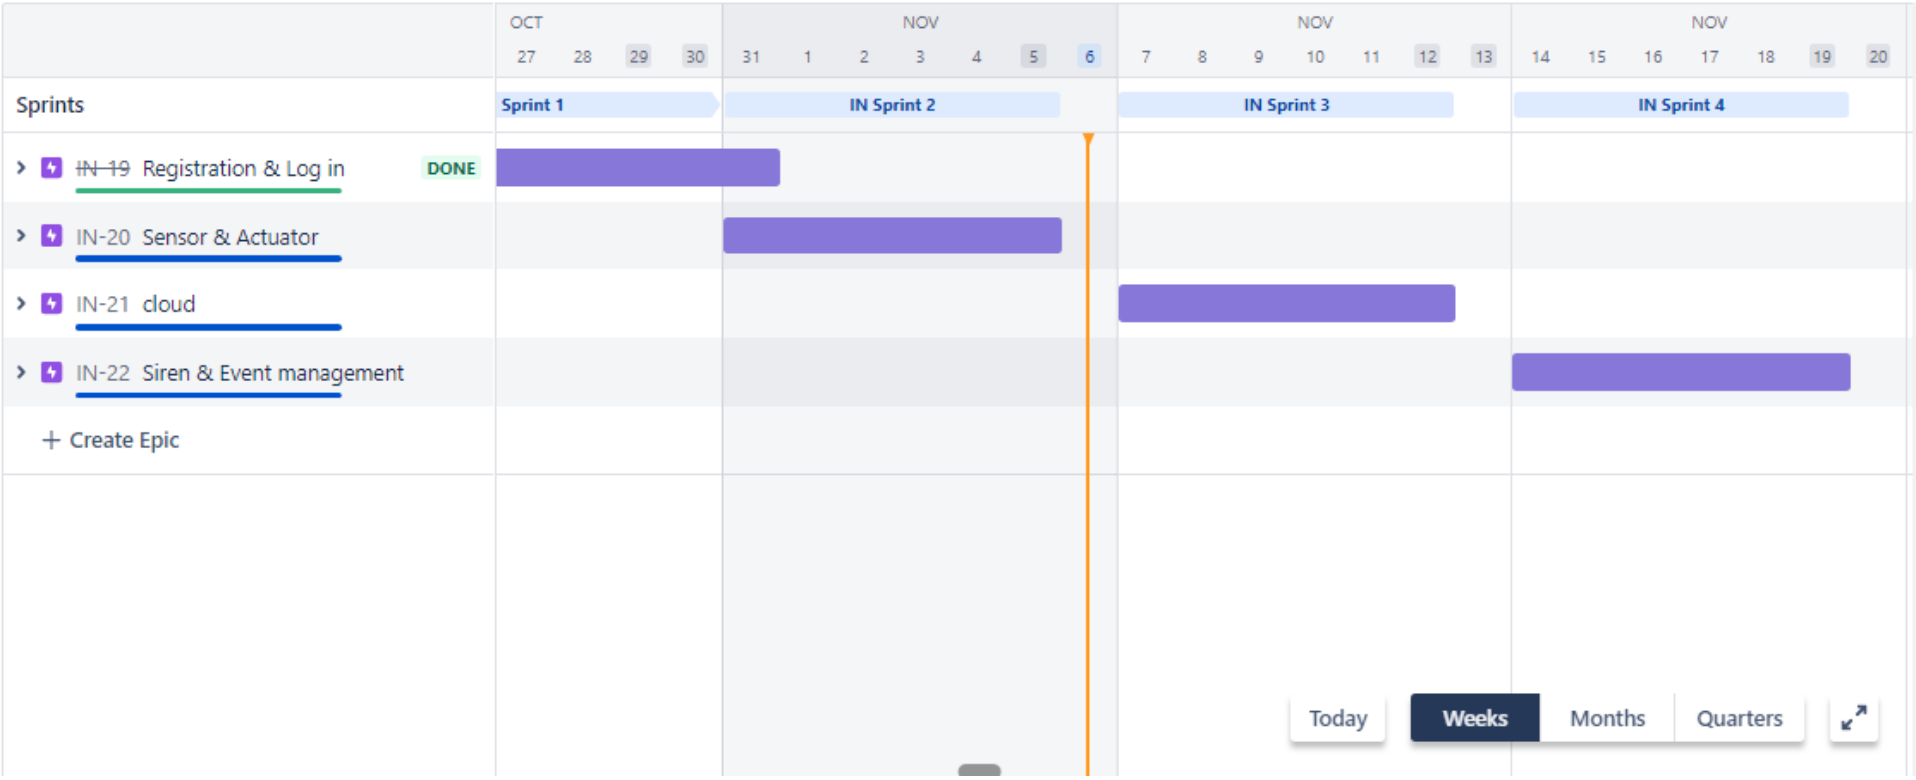 OCT NOV NOV NOV
27 28 29 30 31 1 2 3 4 5 6 7 8 9 10 11 12 13 14 15 16 17 18 19 20
Sprints Sprint 1 IN Sprint 2 IN Sprint 3 IN Sprint 4
IN-19 Registration & Log in DONE
IN-20 Sensor & Actuator
IN-21 cloud
IN-22 Siren & Event management
+ Create Epic
Today Weeks Months Quarters